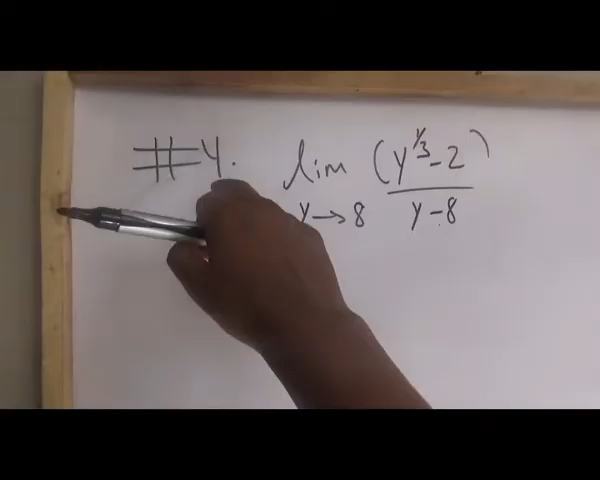 #4. lim (y^1/3 - 2)
y→8 y-8